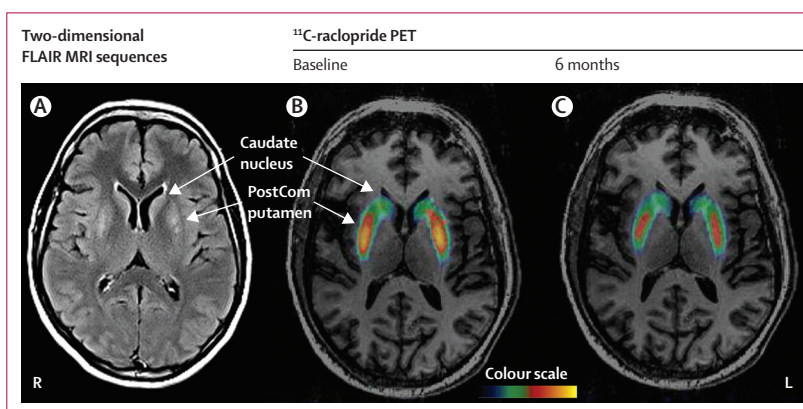 Two-dimensional
FLAIR MRI sequences
¹¹C-raclopride PET
Baseline
6 months
A
B
C
Caudate
nucleus
PostCom
putamen
Colour scale
R
L